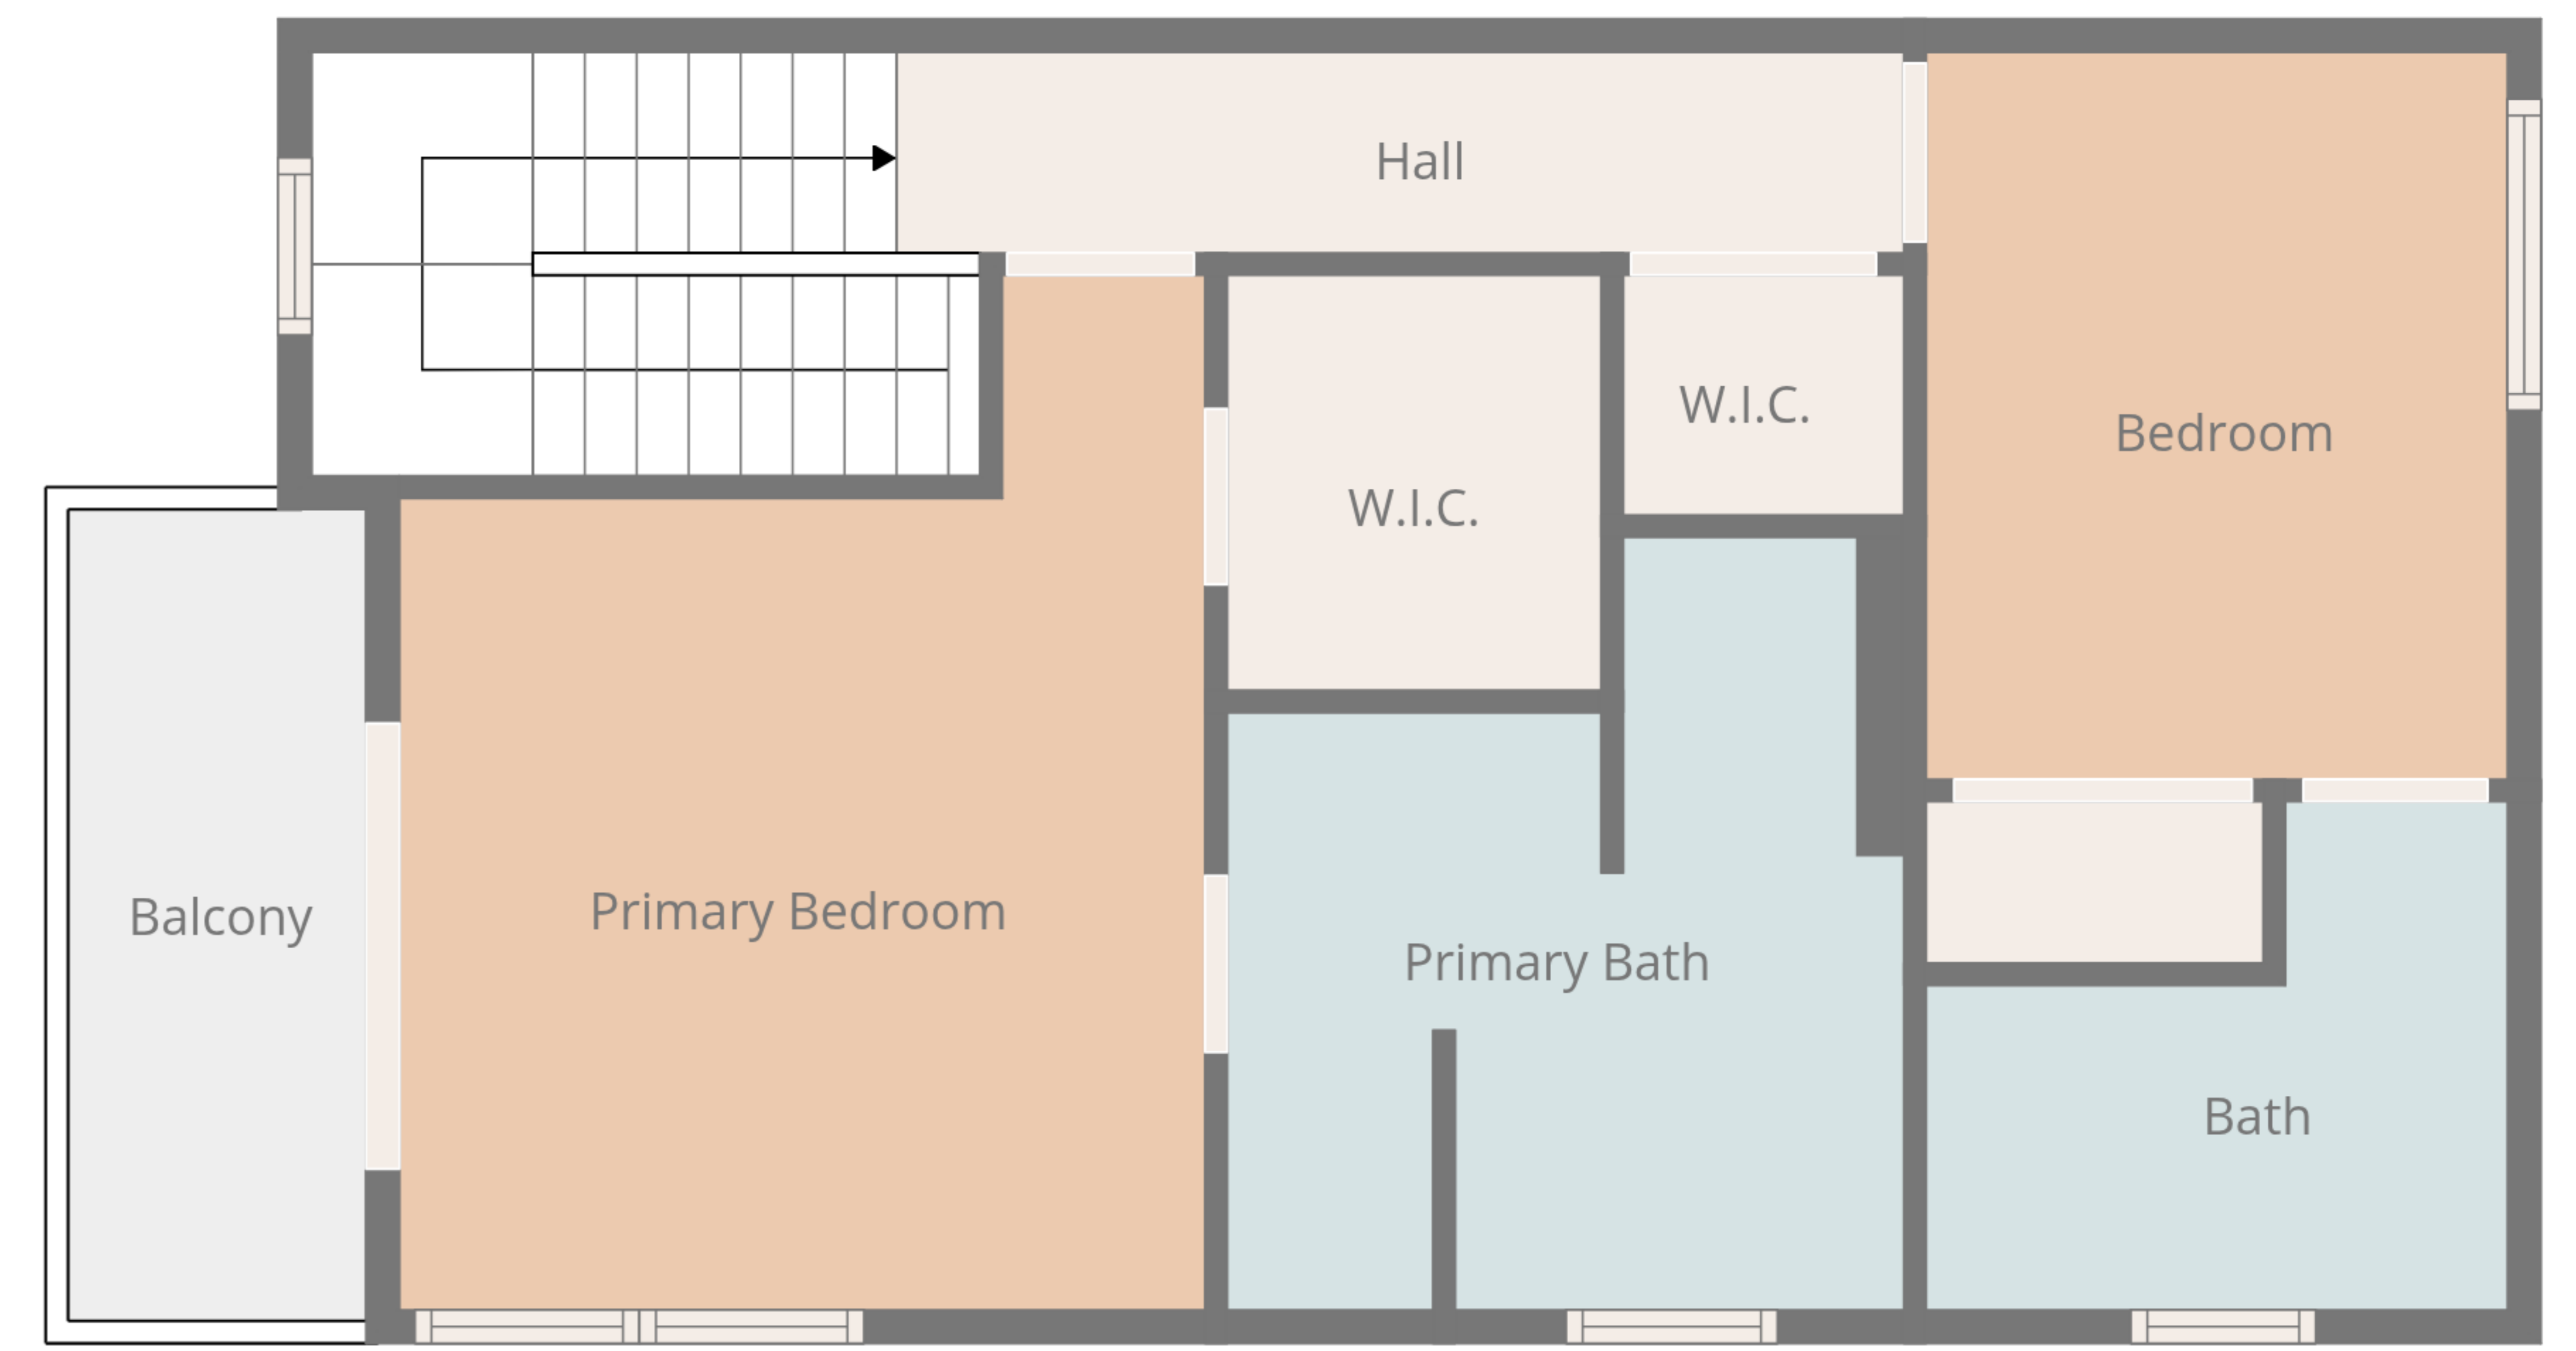 Hall
W.I.C.
Bedroom
W.I.C.
Primary Bedroom
Balcony
Primary Bath
Bath